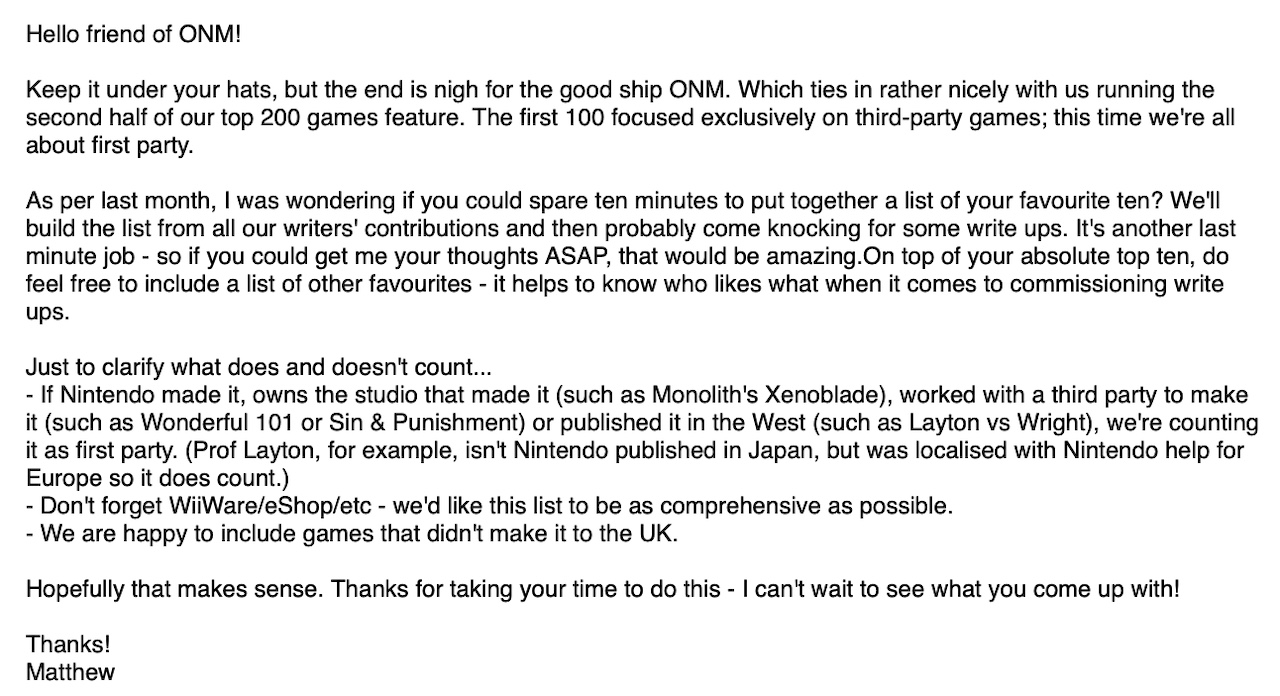 Hello friend of ONM!
Keep it under your hats, but the end is nigh for the good ship ONM. Which ties in rather nicely with us running the
second half of our top 200 games feature. The first 100 focused exclusively on third-party games; this time we're all
about first party.
As per last month, I was wondering if you could spare ten minutes to put together a list of your favourite ten? We'll
build the list from all our writers' contributions and then probably come knocking for some write ups. It's another last
minute job - so if you could get me your thoughts ASAP, that would be amazing.On top of your absolute top ten, do
feel free to include a list of other favourites - it helps to know who likes what when it comes to commissioning write
ups.
Just to clarify what does and doesn't count...
- If Nintendo made it, owns the studio that made it (such as Monolith's Xenoblade), worked with a third party to make
it (such as Wonderful 101 or Sin & Punishment) or published it in the West (such as Layton vs Wright), we're counting
it as first party. (Prof Layton, for example, isn't Nintendo published in Japan, but was localised with Nintendo help for
Europe so it does count.)
- Don't forget WiiWare/eShop/etc - we'd like this list to be as comprehensive as possible.
- We are happy to include games that didn't make it to the UK.
Hopefully that makes sense. Thanks for taking your time to do this - I can't wait to see what you come up with!
Thanks!
Matthew